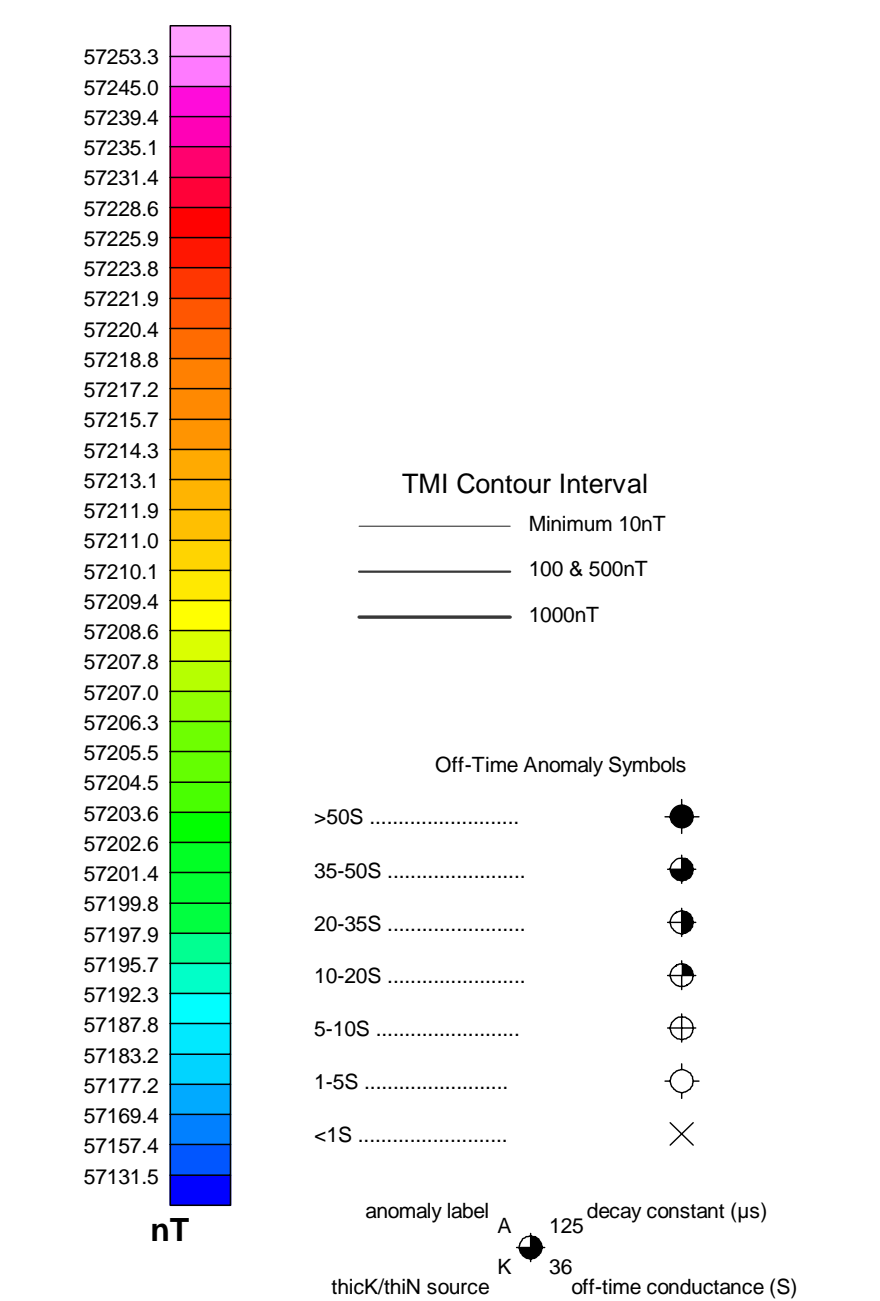 57253.3
57245.0
57239.4
57235.1
57231.4
57228.6
57225.9
57223.8
57221.9
57220.4
57218.8
57217.2
57215.7
57214.3
57213.1
57211.9
57211.0
57210.1
57209.4
57208.6
57207.8
57207.0
57206.3
57205.5
57204.5
57203.6
57202.6
57201.4
57199.8
57197.9
57195.7
57192.3
57187.8
57183.2
57177.2
57169.4
57157.4
57131.5
nT
TMI Contour Interval
Minimum 10nT
100 & 500nT
1000nT
Off-Time Anomaly Symbols
>50S ..........................
35-50S ........................
20-35S ........................
10-20S ........................
5-10S .........................
1-5S .........................
<1S ..........................
anomaly label
A
125
decay constant (µs)
K
36
thicK/thiN source
off-time conductance (S)